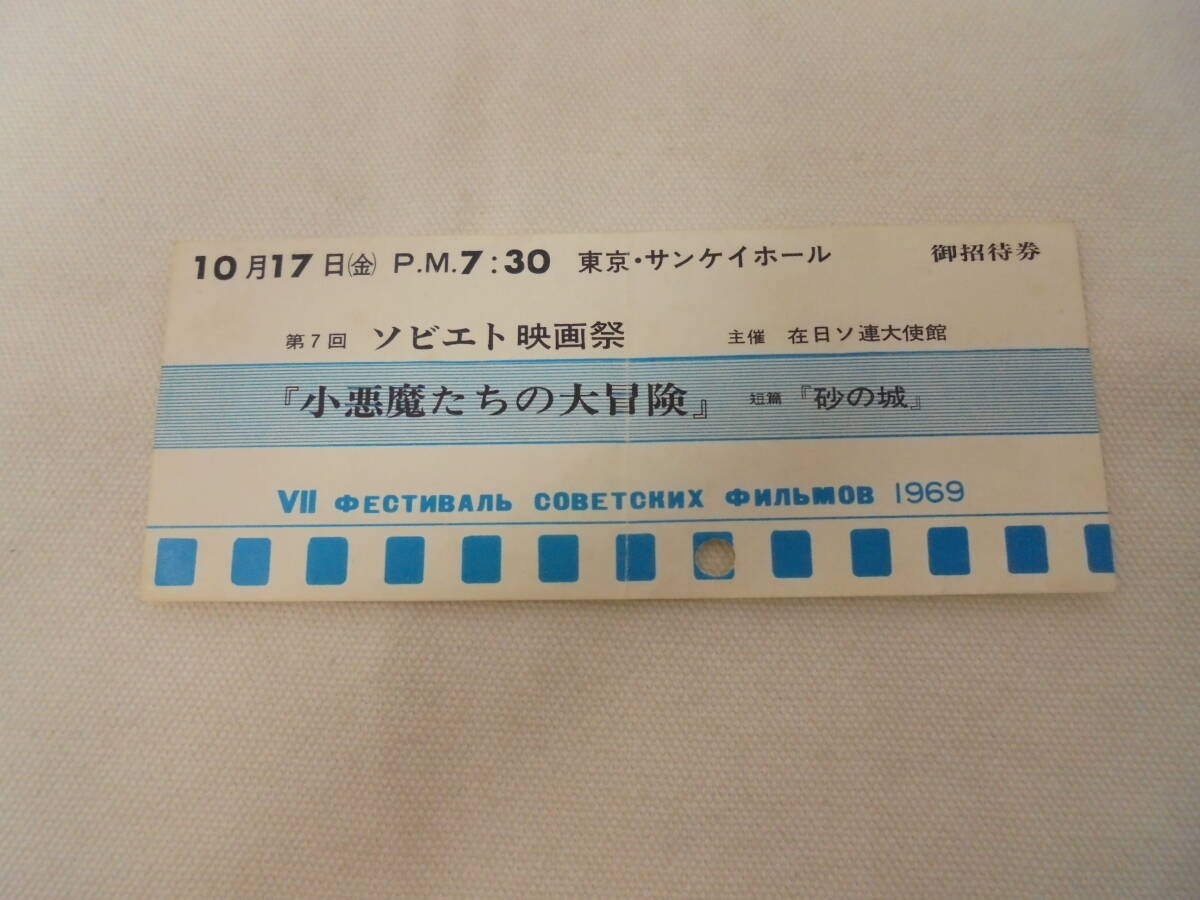 10月17日㈮ P.M.7:30 東京・サンケイホール 御招待券
第7回 ソビエト映画祭 主催 在日ソ連大使館
『小悪魔たちの大冒険』 短篇『砂の城』
VII ФЕСТИВАЛЬ СОВЕТСКИХ ФИЛЬМОВ 1969